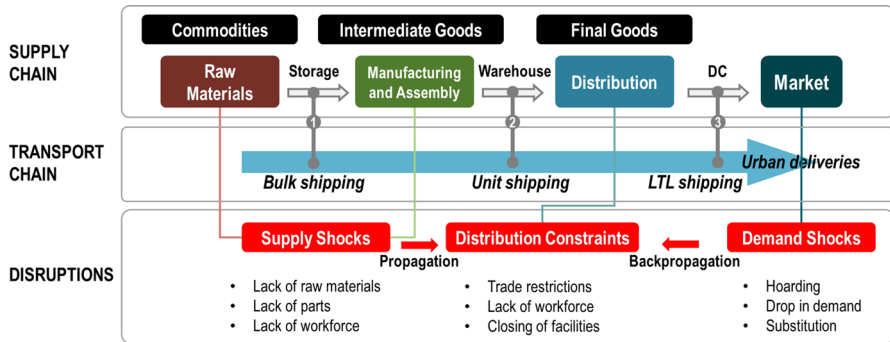 Commodities
Intermediate Goods
Final Goods
SUPPLY
CHAIN
Raw
Materials
Storage
Manufacturing
and Assembly
Warehouse
Distribution
DC
Market
1
2
3
TRANSPORT
CHAIN
Urban deliveries
Bulk shipping
Unit shipping
LTL shipping
DISRUPTIONS
Supply Shocks
Propagation
Distribution Constraints
Backpropagation
Demand Shocks
• Lack of raw materials
• Lack of parts
• Lack of workforce
• Trade restrictions
• Lack of workforce
• Closing of facilities
• Hoarding
• Drop in demand
• Substitution